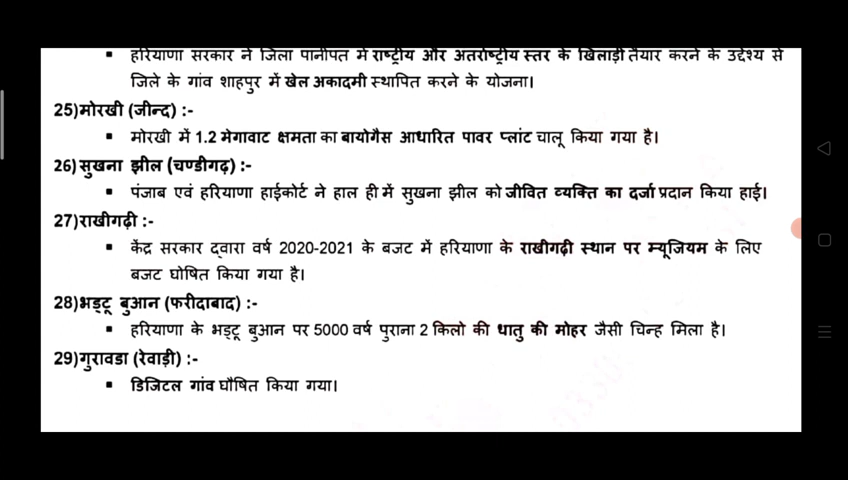 ▪ हरियाणा सरकार ने जिला पानीपत में राष्ट्रीय और अंतर्राष्ट्रीय स्तर के खिलाड़ी तैयार करने के उद्देश्य से
जिले के गांव शाहपुर में खेल अकादमी स्थापित करने के योजना।
25)मोरखी (जीन्द) :-
▪ मोरखी में 1.2 मेगावाट क्षमता का बायोगैस आधारित पावर प्लांट चालू किया गया है।
26)सुखना झील (चण्डीगढ़) :-
▪ पंजाब एवं हरियाणा हाईकोर्ट ने हाल ही में सुखना झील को जीवित व्यक्ति का दर्जा प्रदान किया हाई।
27)राखीगढ़ी :-
▪ केंद्र सरकार द्वारा वर्ष 2020-2021 के बजट में हरियाणा के राखीगढ़ी स्थान पर म्यूजियम के लिए
बजट घोषित किया गया है।
28)भड्टू बुआन (फरीदाबाद) :-
▪ हरियाणा के भड्टू बुआन पर 5000 वर्ष पुराना 2 किलो की धातु की मोहर जैसी चिन्ह मिला है।
29)गुरावडा (रेवाड़ी) :-
▪ डिजिटल गांव घौषित किया गया।